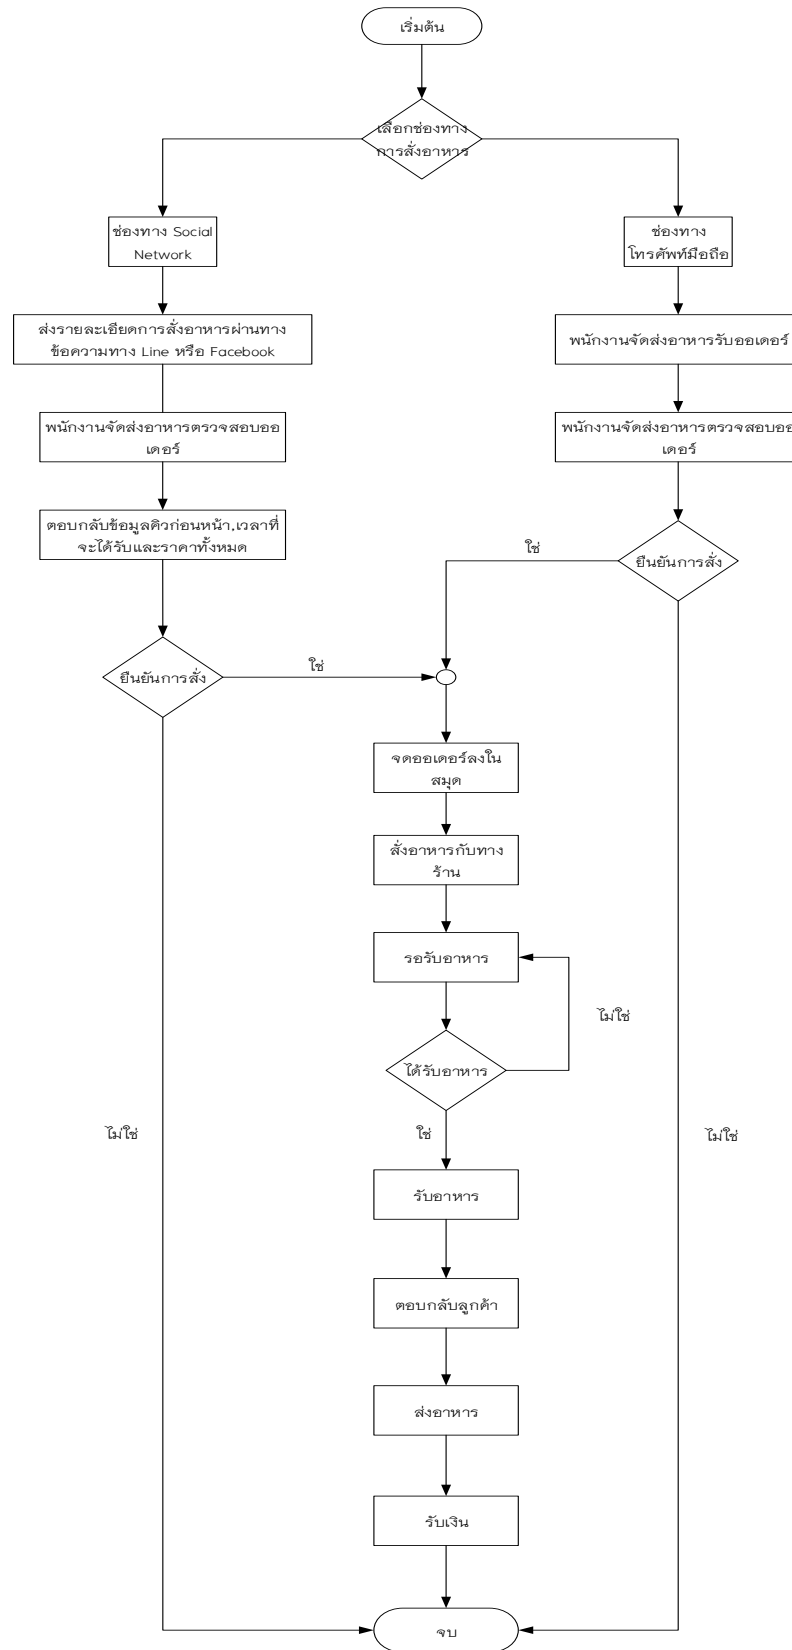 เริ่มต้น
เลือกช่องทาง
การสั่งอาหาร
ช่องทาง Social
Network
ช่องทาง
โทรศัพท์มือถือ
ส่งรายละเอียดการสั่งอาหารผ่านทาง
ข้อความทาง Line หรือ Facebook
พนักงานจัดส่งอาหารรับออเดอร์
พนักงานจัดส่งอาหารตรวจสอบออ
เดอร์
พนักงานจัดส่งอาหารตรวจสอบออ
เดอร์
ตอบกลับข้อมูลคิวก่อนหน้า,เวลาที่
จะได้รับและราคาทั้งหมด
ใช่
ยืนยันการสั่ง
ยืนยันการสั่ง
ใช่
จดออเดอร์ลงใน
สมุด
สั่งอาหารกับทาง
ร้าน
รอรับอาหาร
ไม่ใช่
ได้รับอาหาร
ไม่ใช่
ใช่
ไม่ใช่
รับอาหาร
ตอบกลับลูกค้า
ส่งอาหาร
รับเงิน
จบ